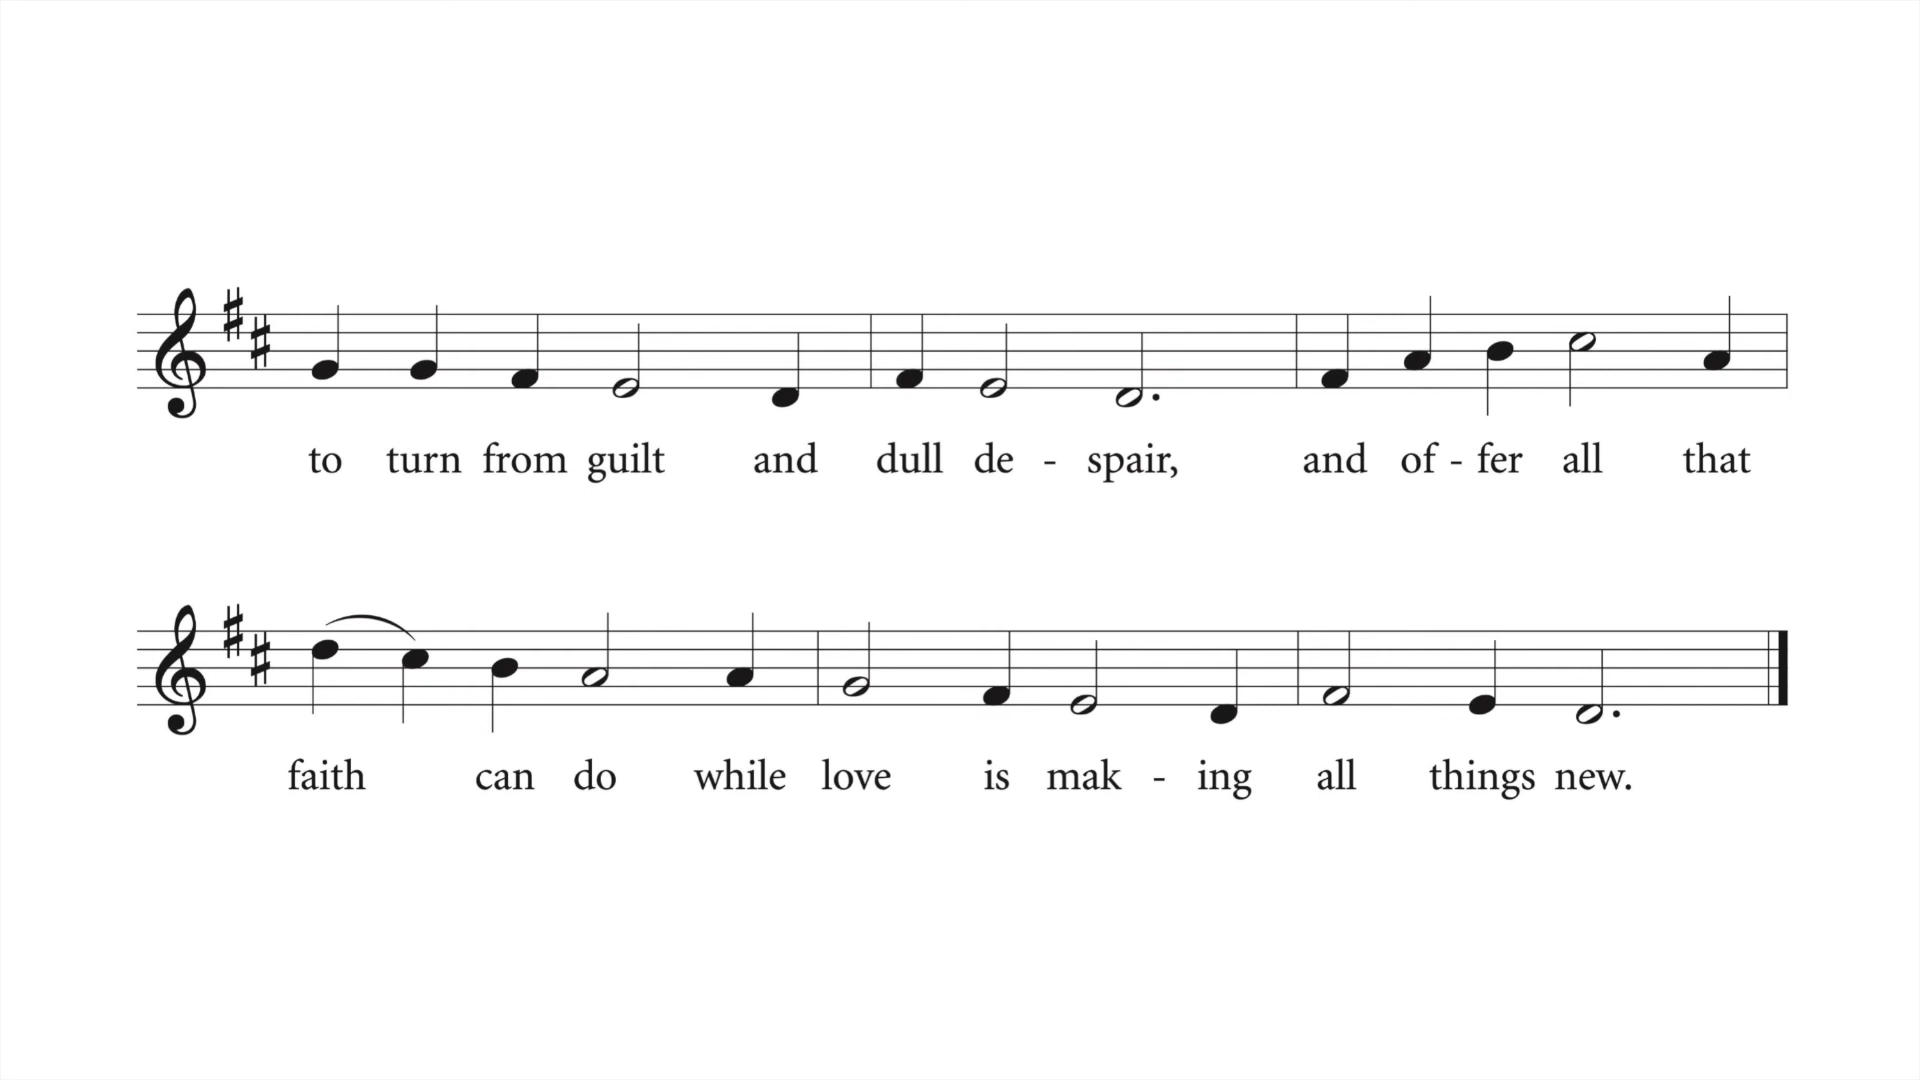 to turn from guilt and dull de - spair, and of - fer all that
faith can do while love is mak - ing all things new.